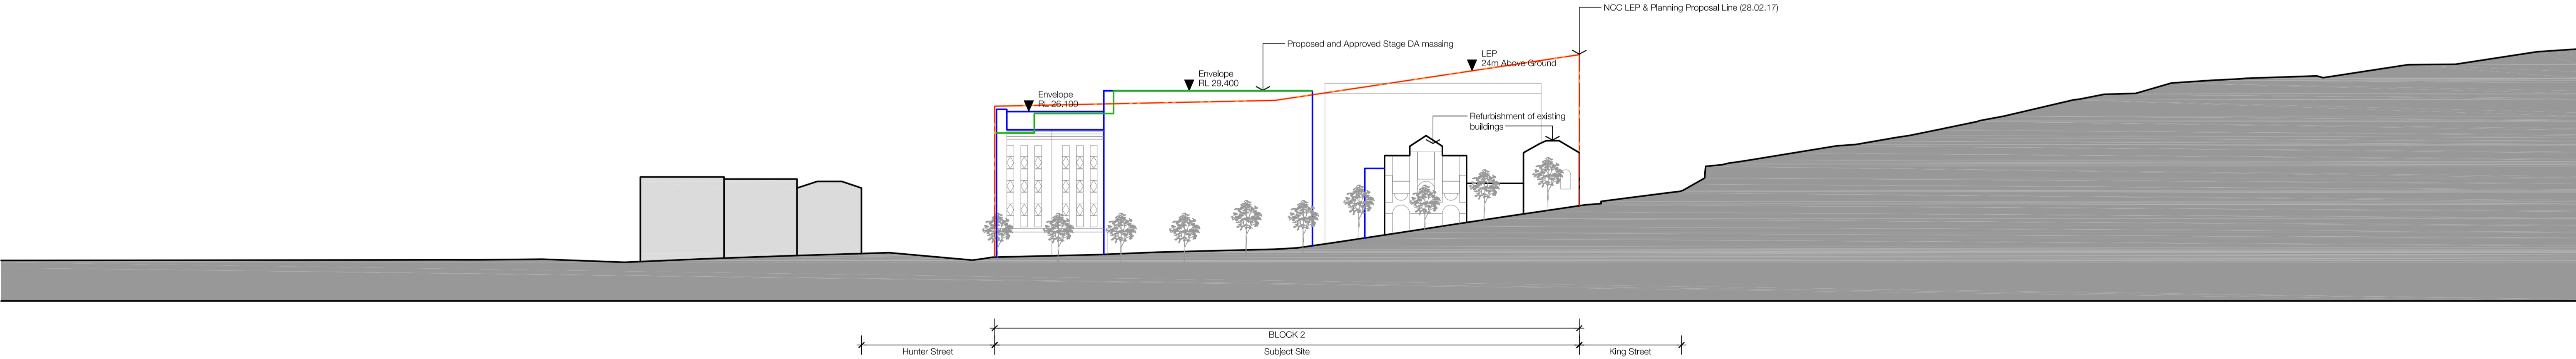 NCC LEP & Planning Proposal Line (28.02.17)
Proposed and Approved Stage DA massing
LEP
24m Above Ground
Envelope
RL 29,400
Envelope
RL 26,100
Refurbishment of existing
buildings
BLOCK 2
Hunter Street
Subject Site
King Street